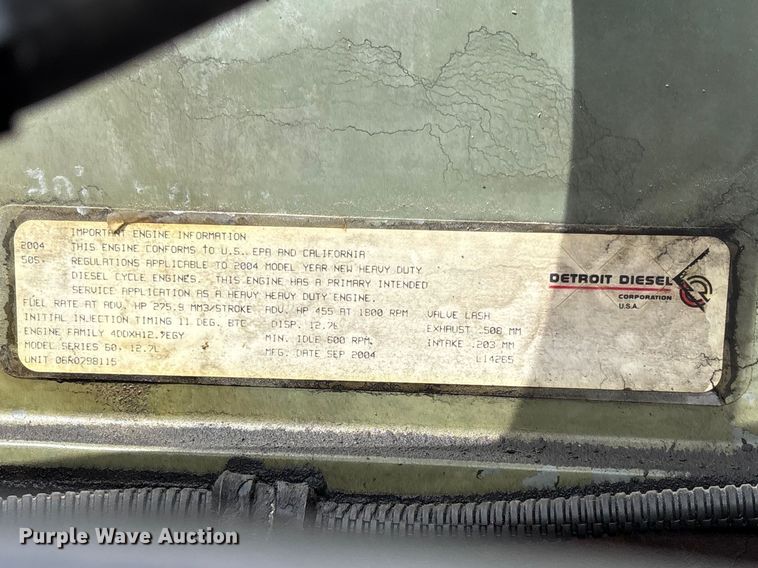 IMPORTANT ENGINE INFORMATION
2004 THIS ENGINE CONFORMS to U.S. EPA AND CALIFORNIA
505- REGULATIONS APPLICABLE TO 2004 MODEL YEAR NEW HEAVY DUTY
DIESEL CYCLE ENGINES. THIS ENGINE HAS A PRIMARY INTENDED
SERVICE APPLICATION AS A HEAVY HEAVY DUTY ENGINE.
FUEL RATE AT ADV. HP 275.9 MM3/STROKE ADV. HP 455 AT 1800 RPM VALVE LASH
INITIAL INJECTION TIMING 11 DEG. BTC DISP. 12.7L EXHAUST .508 MM
ENGINE FAMILY 4DDXH12.7EGY MIN. IDLE 600 RPM. INTAKE .203 MM
MODEL SERIES 60, 12.7L MFG. DATE SEP 2004 L14265
UNIT 06R0798115
DETROIT DIESEL
CORPORATION
U.S.A.
Purple Wave Auction